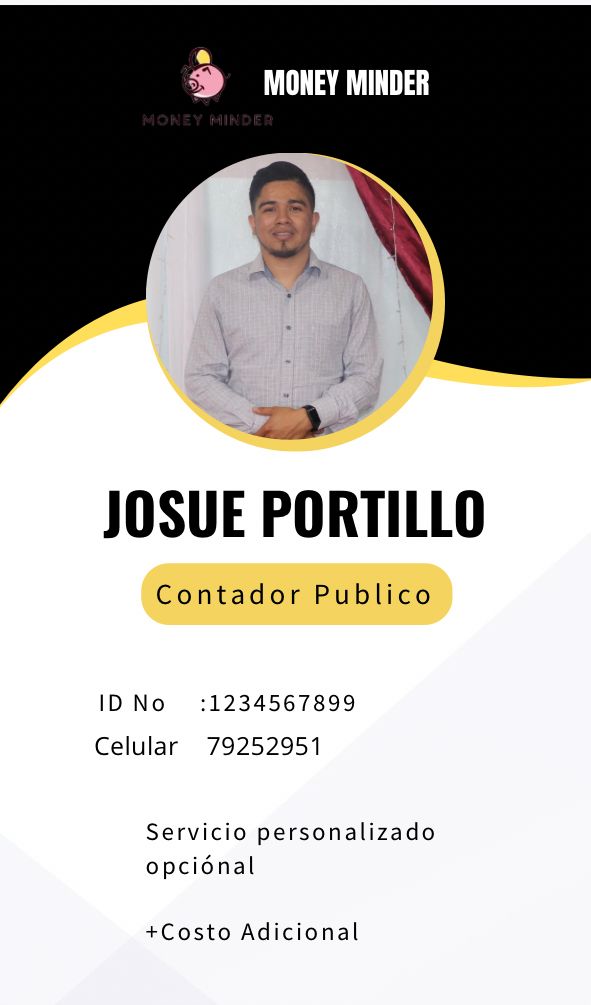 MONEY MINDER
MONEY MINDER
JOSUE PORTILLO
Contador Publico
ID No :1234567899
Celular 79252951
Servicio personalizado
opciónal
+Costo Adicional